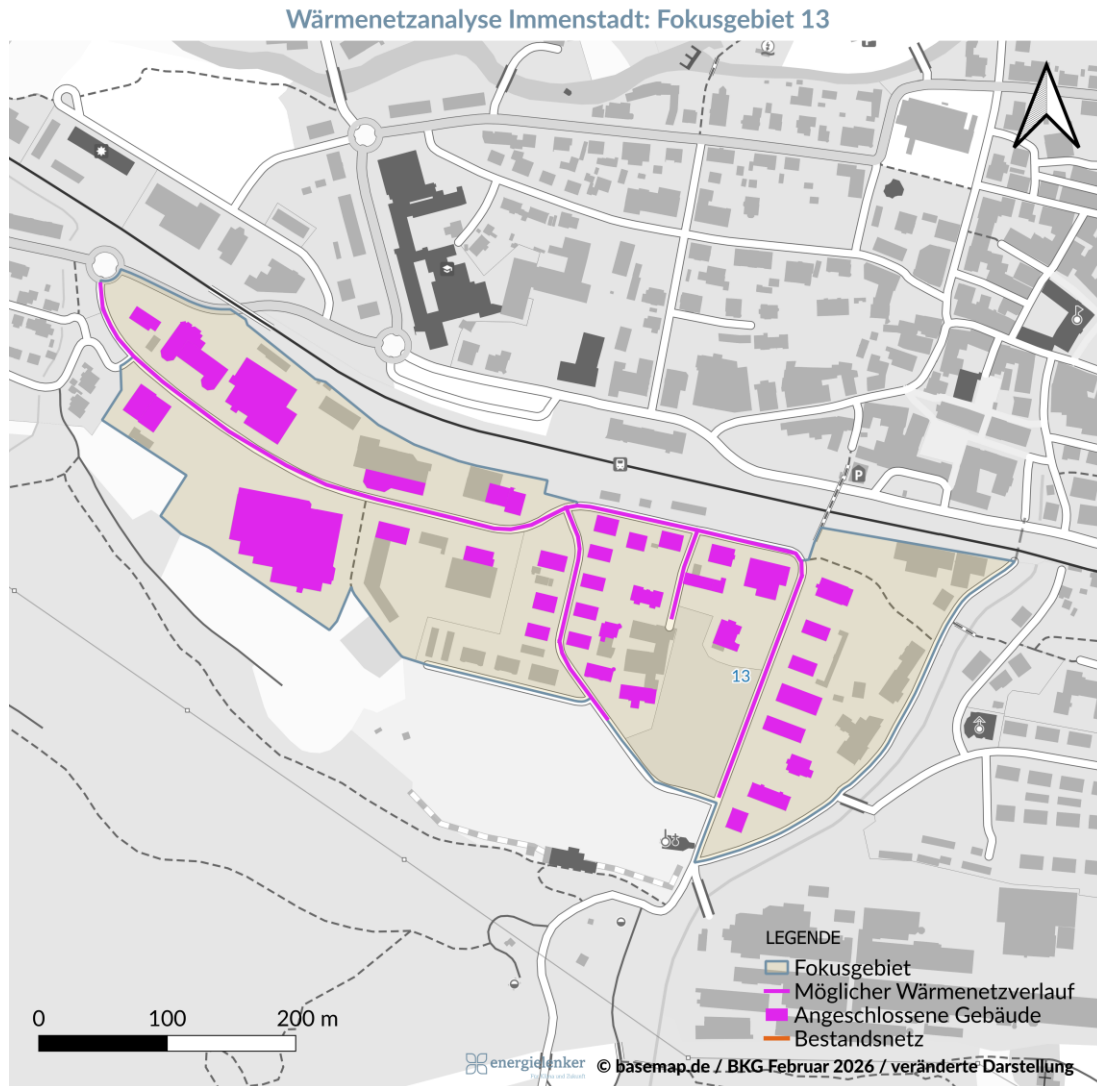 Wärmenetzanalyse Immenstadt: Fokusgebiet 13
P
13
LEGENDE
Fokusgebiet
Möglicher Wärmenetzverlauf
Angeschlossene Gebäude
Bestandsnetz
0 100 200 m
energielenker
© basemap.de / BKG Februar 2026 / veränderte Darstellung